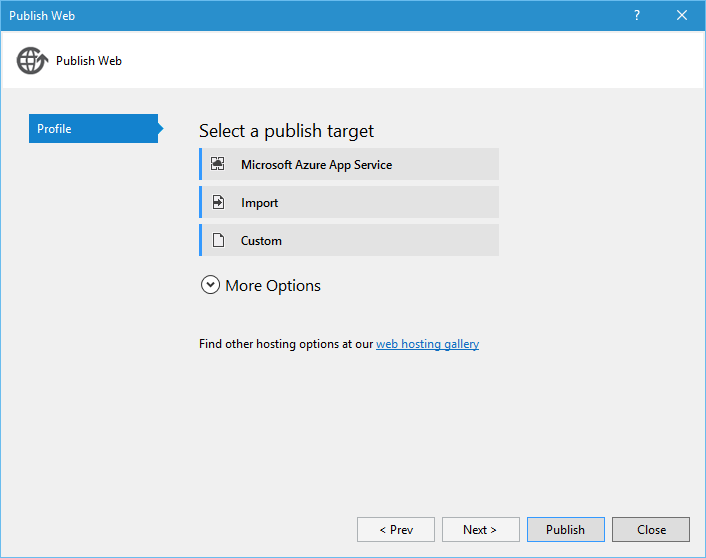 Publish Web
?
Publish Web
Profile
Select a publish target
Microsoft Azure App Service
Import
Custom
More Options
Find other hosting options at our web hosting gallery
< Prev
Next >
Publish
Close